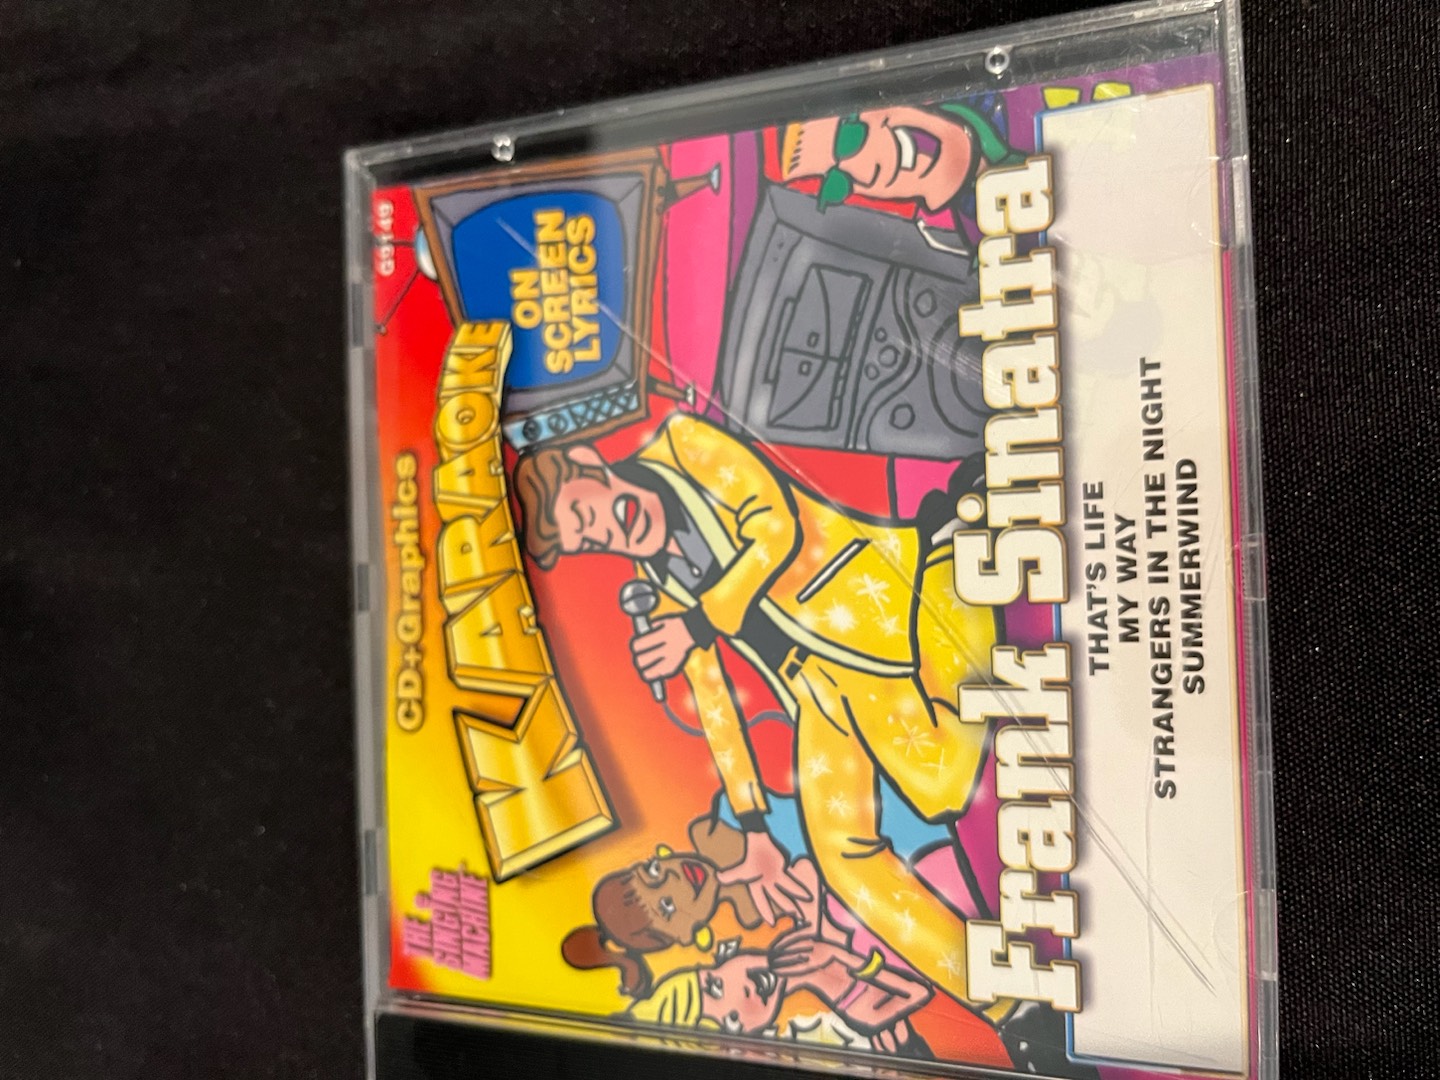 THE
SINGING
MACHINE
CD+Graphics
G5149
KARAOKE
ON
SCREEN
LYRICS
Frank Sinatra
THAT'S LIFE
MY WAY
STRANGERS IN THE NIGHT
SUMMERWIND